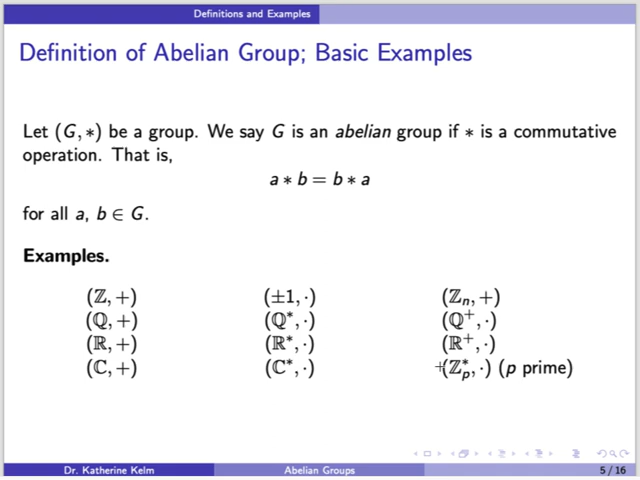 Definitions and Examples
Definition of Abelian Group; Basic Examples
Let (G, ∗) be a group. We say G is an abelian group if ∗ is a commutative
operation. That is,
a ∗ b = b ∗ a
for all a, b ∈ G.
Examples.
(ℤ, +) (±1, ·) (ℤₙ, +)
(ℚ, +) (ℚ*, ·) (ℚ⁺, ·)
(ℝ, +) (ℝ*, ·) (ℝ⁺, ·)
(ℂ, +) (ℂ*, ·) (ℤ*ₚ, ·) (p prime)
Dr. Katherine Kelm Abelian Groups 5 / 16